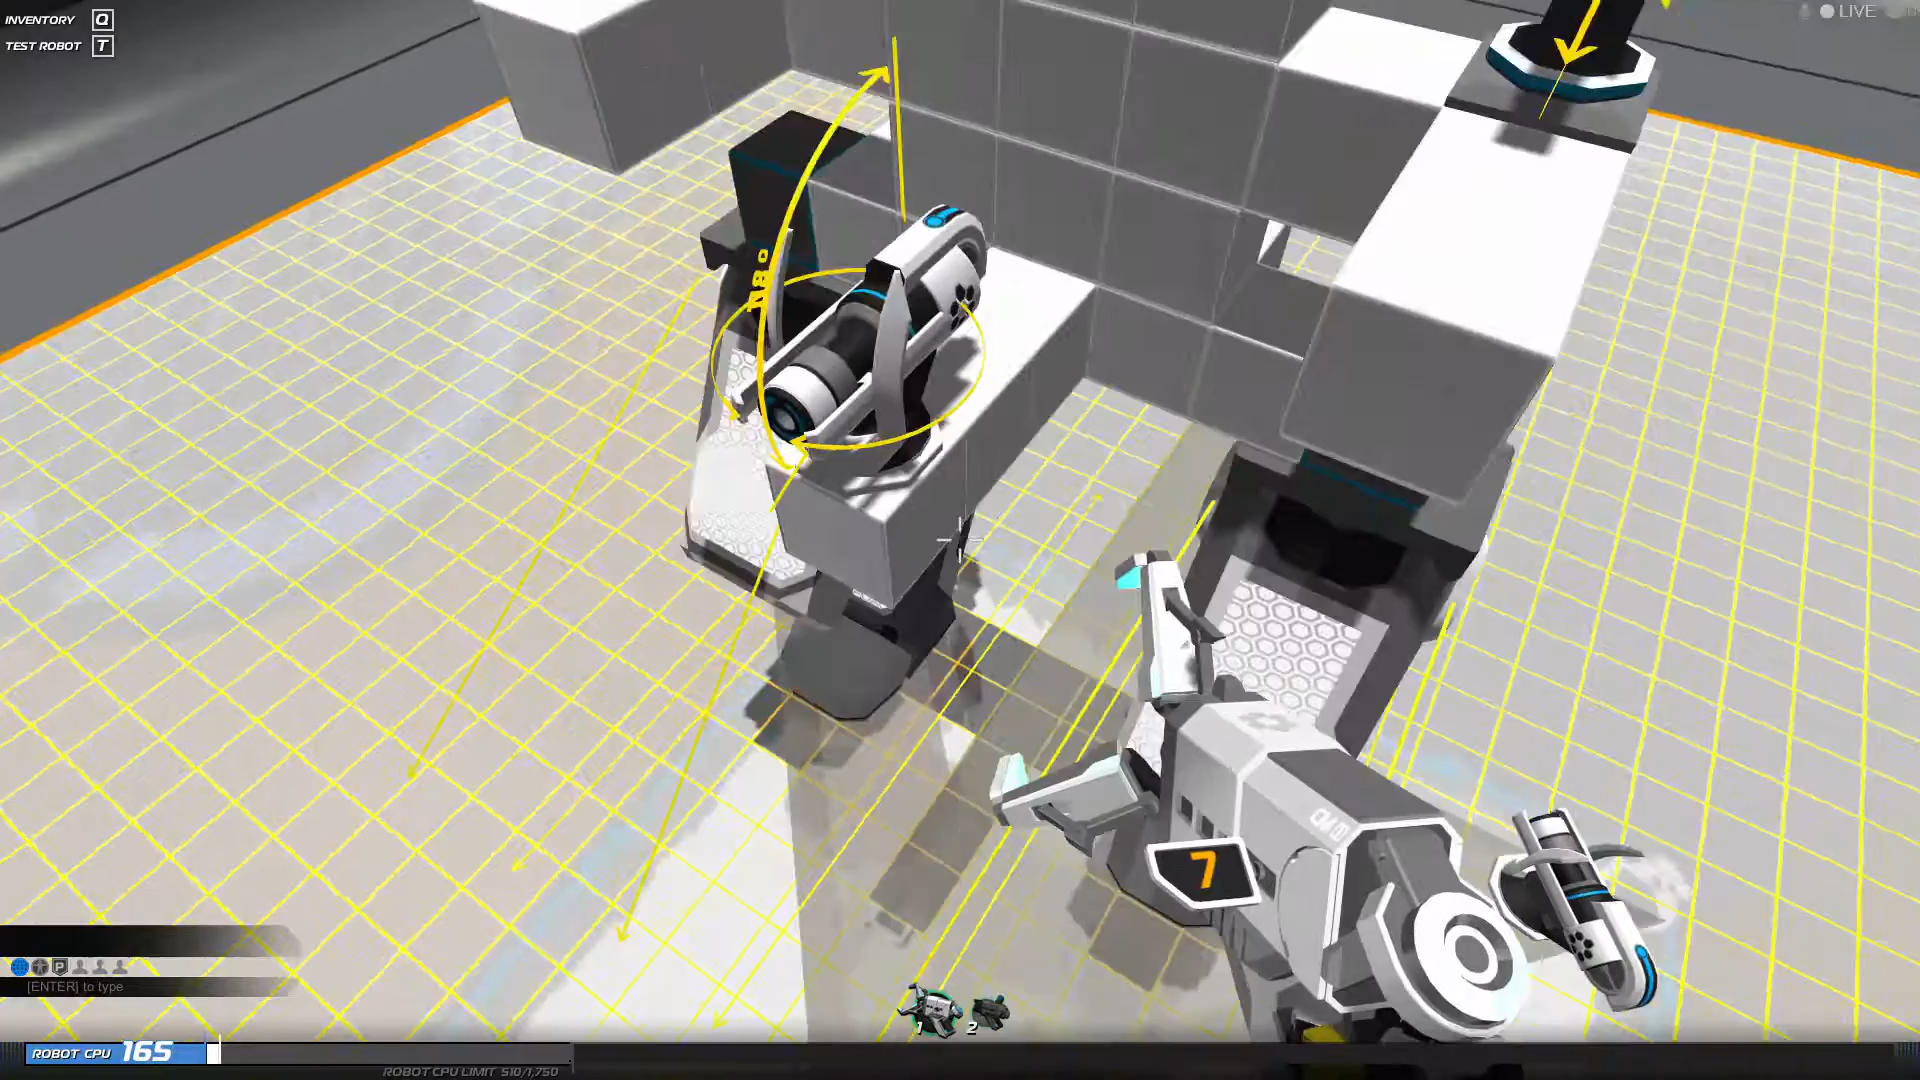 INVENTORY Q
TEST ROBOT T
LIVE
7
P
[ENTER] to type
1 2
ROBOT CPU 165
ROBOT CPU LIMIT 510/1,750